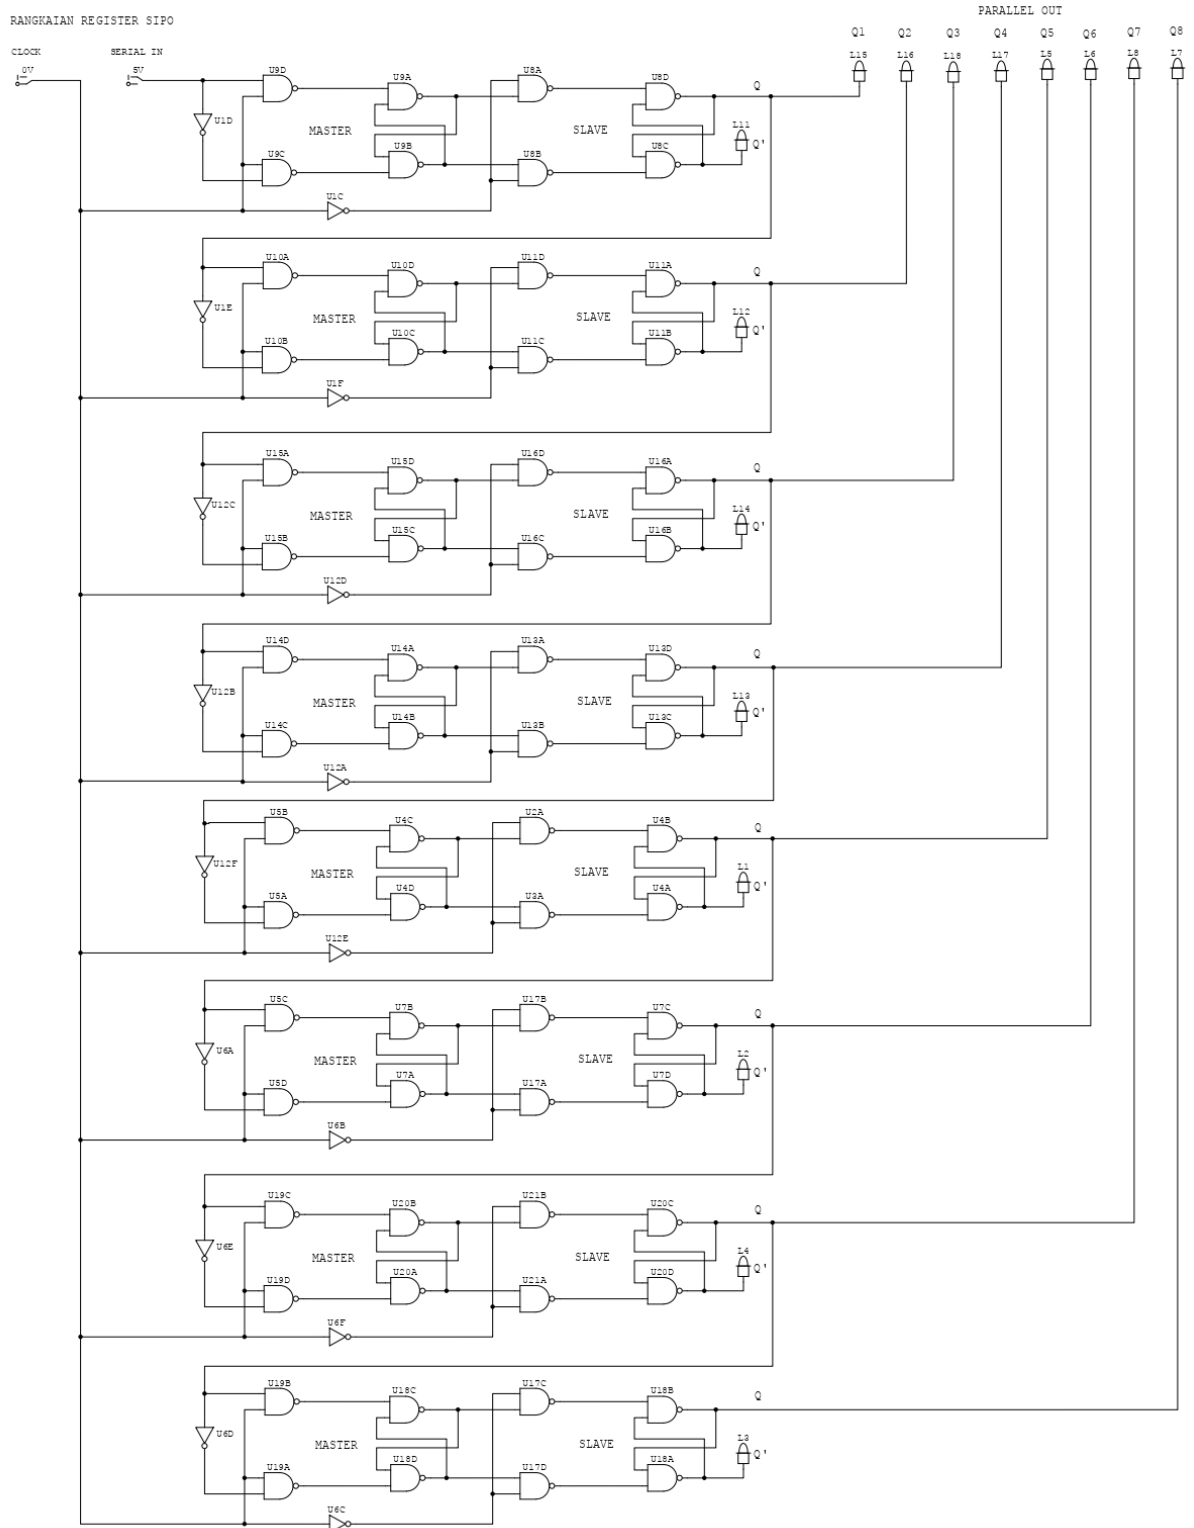 PARALLEL OUT
RANGKAIAN REGISTER SIPO
Q1 Q2 Q3 Q4 Q5 Q6 Q7 Q8
CLOCK SERIAL IN L15 L16 L18 L17 L5 L6 L8 L7
0V 5V U9D U9A U8A U8D Q
U1D MASTER SLAVE L11
U9C U9B U8B U8C Q'
U1C
U10A U10D U11D U11A Q
U1E MASTER SLAVE L12
U10B U10C U11C U11B Q'
U1F
U15A U15D U16D U16A Q
U12C MASTER SLAVE L14
U15B U15C U16C U16B Q'
U12D
U14D U14A U13A U13D Q
U12B MASTER SLAVE L13
U14C U14B U13B U13C Q'
U12A
U5B U4C U2A U4B Q
U12F MASTER SLAVE L1
U5A U4D U3A U4A Q'
U12E
U5C U7B U17B U7C Q
U6A MASTER SLAVE L2
U5D U7A U17A U7D Q'
U6B
U19C U20B U21B U20C Q
U6E MASTER SLAVE L4
U19D U20A U21A U20D Q'
U6F
U19B U18C U17C U18B Q
U6D MASTER SLAVE L3
U19A U18D U17D U18A Q'
U6C